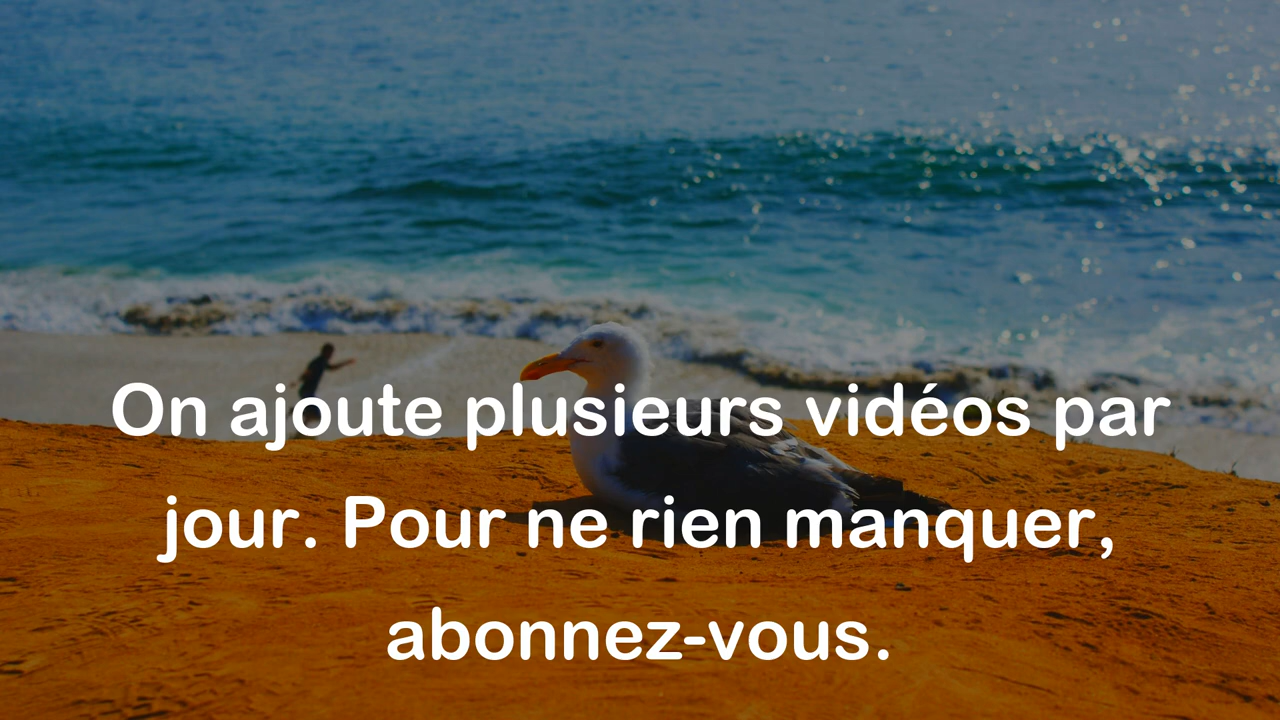 On ajoute plusieurs vidéos par
jour. Pour ne rien manquer,
abonnez-vous.